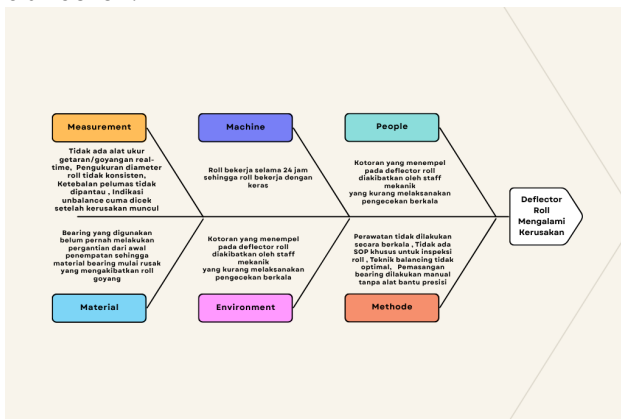 Measurement
Machine
People
Tidak ada alat ukur
getaran/goyangan real-
time, Pengukuran diameter
roll tidak konsisten,
Ketebalan pelumas tidak
dipantau , Indikasi
unbalance cuma dicek
setelah kerusakan muncul
Roll bekerja selama 24 jam
sehingga roll bekerja dengan
keras
Kotoran yang menempel
pada deflector roll
diakibatkan oleh staff
mekanik
yang kurang melaksanakan
pengecekan berkala
Deflector
Roll
Mengalami
Kerusakan
Bearing yang digunakan
belum pernah melakukan
pergantian dari awal
penempatan sehingga
material bearing mulai rusak
yang mengakibatkan roll
goyang
Kotoran yang menempel
pada deflector roll
diakibatkan oleh staff
mekanik
yang kurang melaksanakan
pengecekan berkala
Perawatan tidak dilakukan
secara berkala , Tidak ada
SOP khusus untuk inspeksi
roll , Teknik balancing tidak
optimal, Pemasangan
bearing dilakukan manual
tanpa alat bantu presisi
Material
Environment
Methode